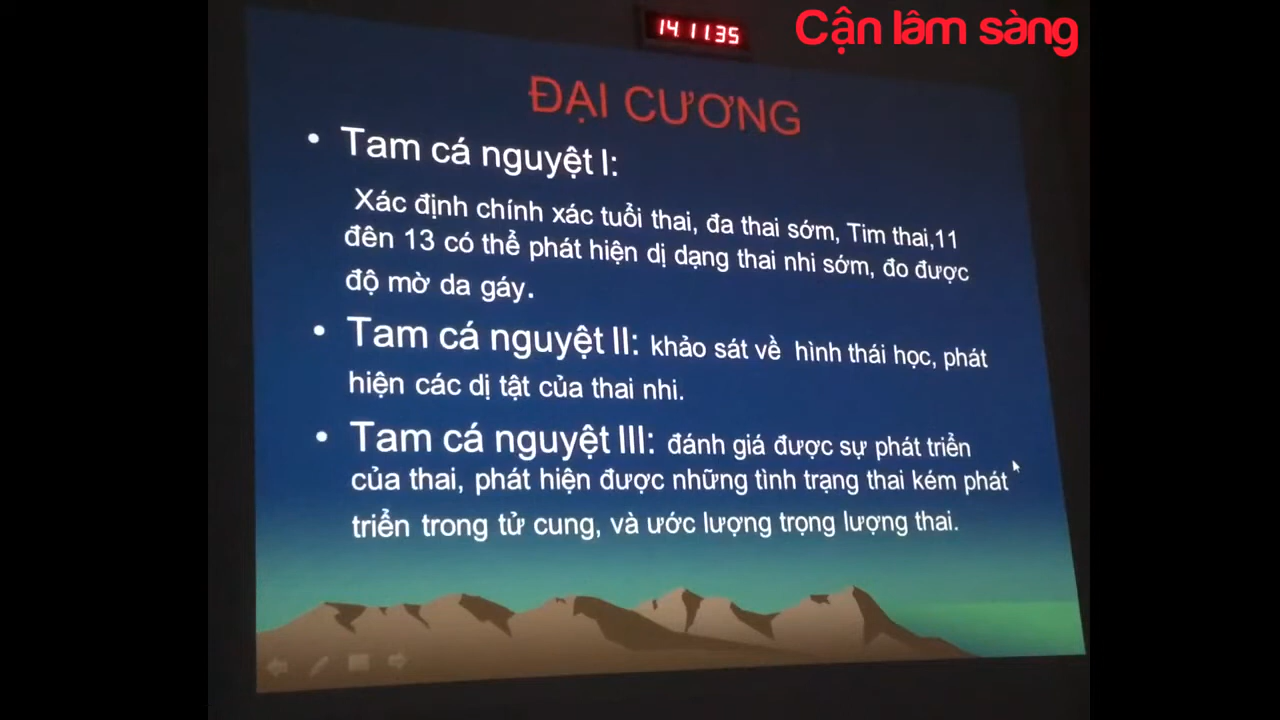 14.11.35
Cận lâm sàng
ĐẠI CƯƠNG
• Tam cá nguyệt I:
Xác định chính xác tuổi thai, đa thai sớm, Tim thai,11
đên 13 có thể phát hiện dị dạng thai nhi sớm, đo được
độ mờ da gáy.
• Tam cá nguyệt II: khảo sát về hình thái học, phát
hiện các dị tật của thai nhi.
• Tam cá nguyệt III: đánh giá được sự phát triển
của thai, phát hiện được những tình trạng thai kém phát
triển trong tử cung, và ước lượng trọng lượng thai.